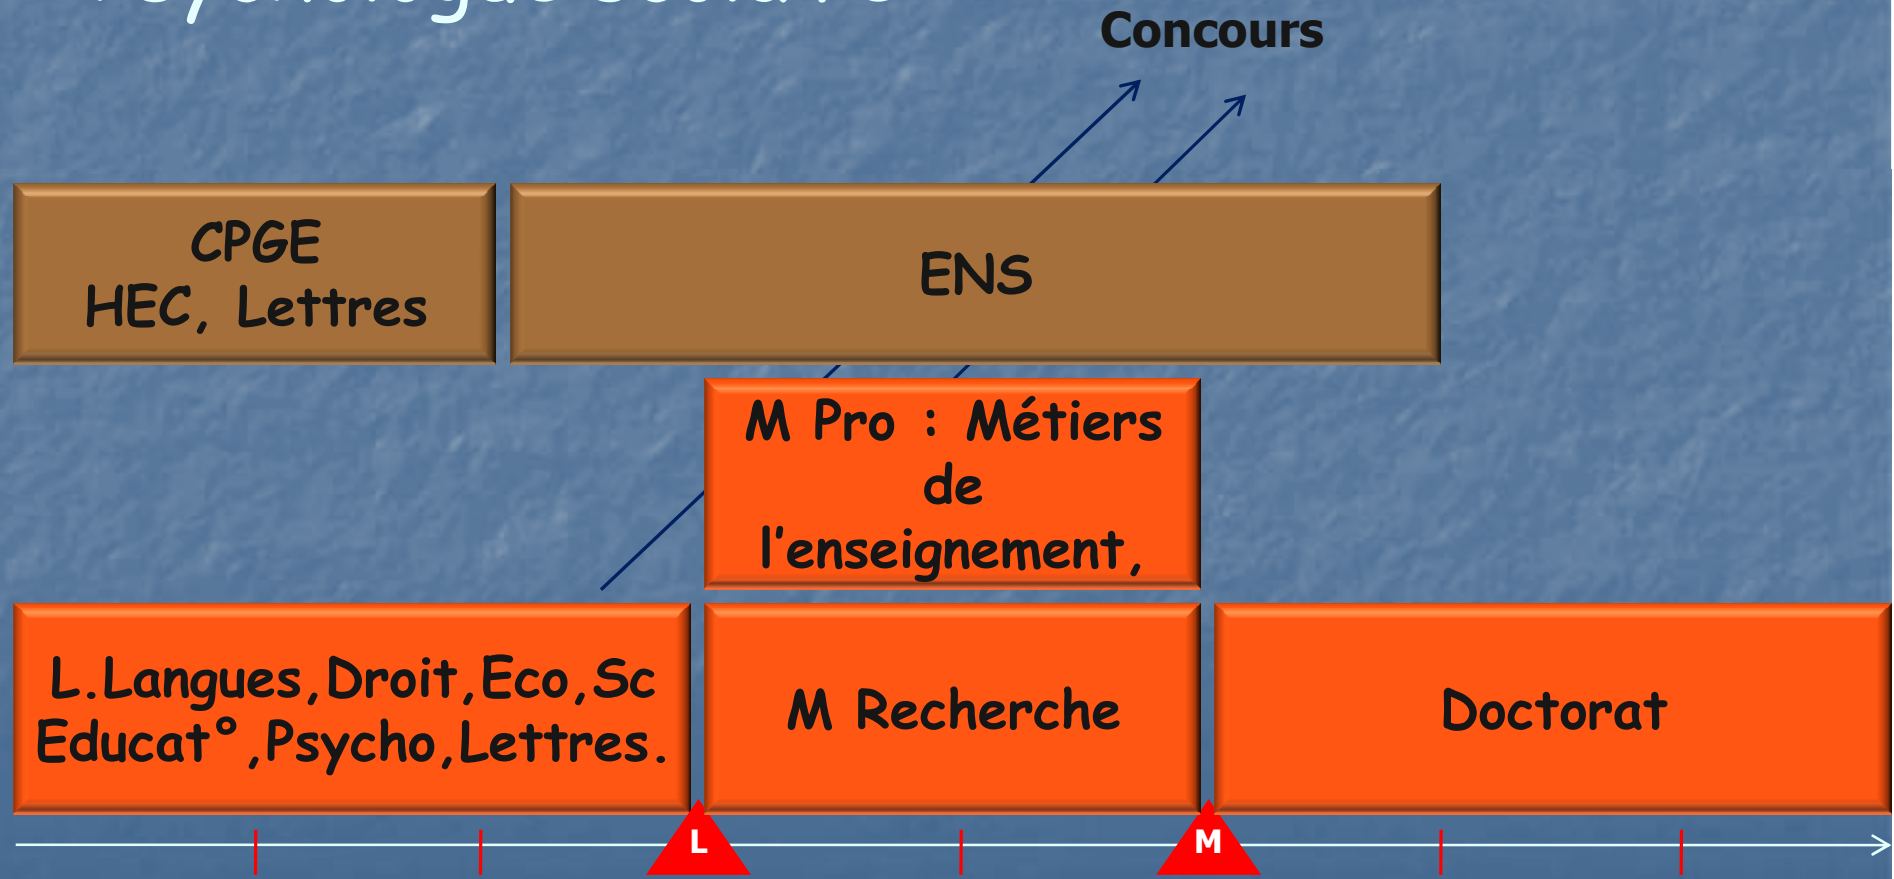 Concours
CPGE
HEC, Lettres
ENS
M Pro : Métiers
de
l'enseignement,
L.Langues,Droit,Eco,Sc
Educat°,Psycho,Lettres.
M Recherche
Doctorat
L
M